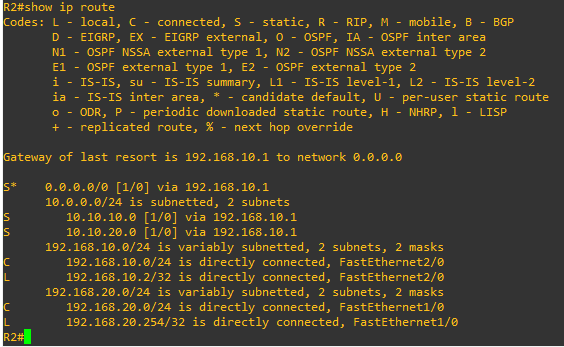 R2#show ip route
Codes: L - local, C - connected, S - static, R - RIP, M - mobile, B - BGP
       D - EIGRP, EX - EIGRP external, O - OSPF, IA - OSPF inter area
       N1 - OSPF NSSA external type 1, N2 - OSPF NSSA external type 2
       E1 - OSPF external type 1, E2 - OSPF external type 2
       i - IS-IS, su - IS-IS summary, L1 - IS-IS level-1, L2 - IS-IS level-2
       ia - IS-IS inter area, * - candidate default, U - per-user static route
       o - ODR, P - periodic downloaded static route, H - NHRP, l - LISP
       + - replicated route, % - next hop override

Gateway of last resort is 192.168.10.1 to network 0.0.0.0

S*    0.0.0.0/0 [1/0] via 192.168.10.1
      10.0.0.0/24 is subnetted, 2 subnets
S        10.10.10.0 [1/0] via 192.168.10.1
S        10.10.20.0 [1/0] via 192.168.10.1
      192.168.10.0/24 is variably subnetted, 2 subnets, 2 masks
C        192.168.10.0/24 is directly connected, FastEthernet2/0
L        192.168.10.2/32 is directly connected, FastEthernet2/0
      192.168.20.0/24 is variably subnetted, 2 subnets, 2 masks
C        192.168.20.0/24 is directly connected, FastEthernet1/0
L        192.168.20.254/32 is directly connected, FastEthernet1/0
R2#